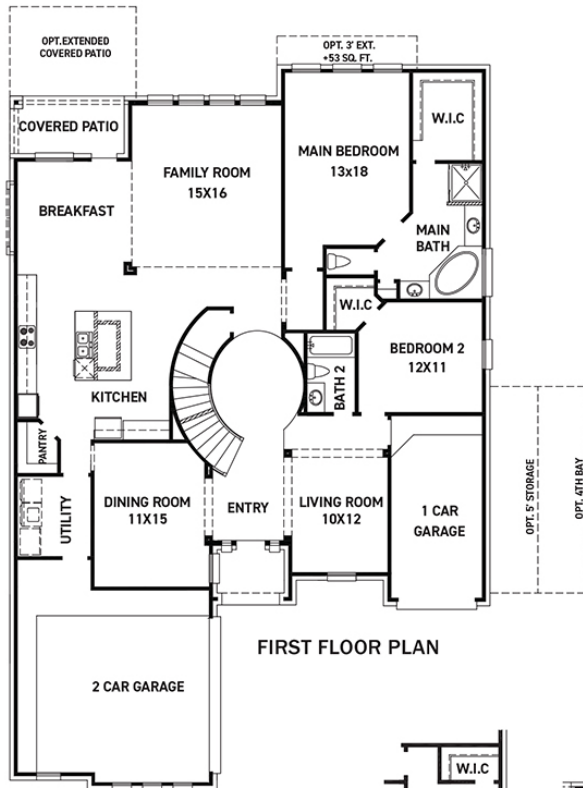 OPT.EXTENDED
COVERED PATIO
OPT. 3' EXT.
+53 SQ. FT.
COVERED PATIO
W.I.C
MAIN BEDROOM
13x18
FAMILY ROOM
15X16
BREAKFAST
MAIN
BATH
W.I.C
BEDROOM 2
12X11
KITCHEN
BATH 2
PANTRY
UTILITY
DINING ROOM
11X15
ENTRY
LIVING ROOM
10X12
1 CAR
GARAGE
OPT. 5' STORAGE
OPT. 4TH BAY
FIRST FLOOR PLAN
2 CAR GARAGE
W.I.C